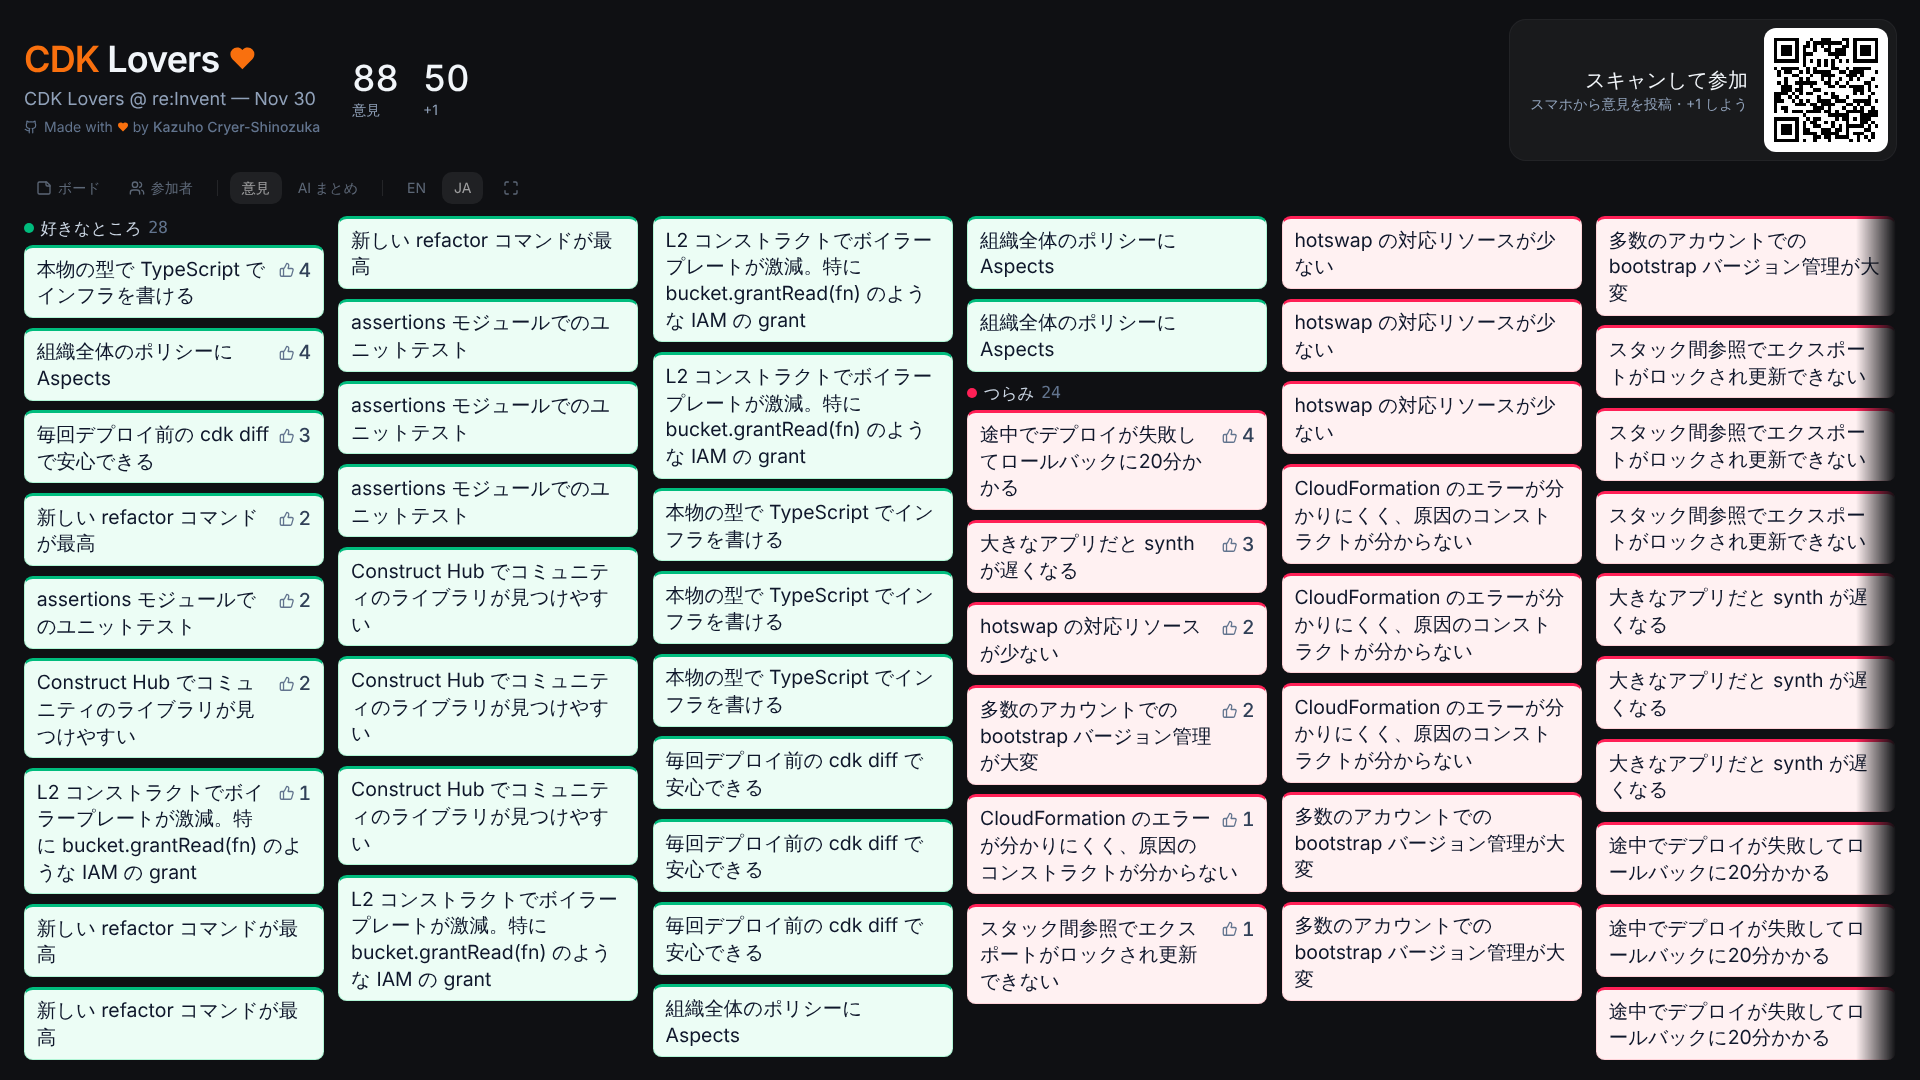 CDK Lovers
CDK Lovers @ re:Invent — Nov 30
Made with by Kazuho Cryer-Shinozuka
88
意見
50
+1
スキャンして参加
スマホから意見を投稿・+1 しよう
ボード
参加者
意見
AI まとめ
EN
JA
好きなところ 28
本物の型で TypeScript で
インフラを書ける
4
組織全体のポリシーに
Aspects
4
毎回デプロイ前の cdk diff
で安心できる
3
新しい refactor コマンド
が最高
2
assertions モジュールで
のユニットテスト
2
Construct Hub でコミュ
ニティのライブラリが見
つけやすい
2
L2 コンストラクトでボイ
ラープレートが激減。特
に bucket.grantRead(fn) のよ
うな IAM の grant
1
新しい refactor コマンドが最
高
新しい refactor コマンドが最
高
新しい refactor コマンドが最
高
assertions モジュールでのユ
ニットテスト
assertions モジュールでのユ
ニットテスト
assertions モジュールでのユ
ニットテスト
Construct Hub でコミュニテ
ィのライブラリが見つけやす
い
Construct Hub でコミュニテ
ィのライブラリが見つけやす
い
Construct Hub でコミュニテ
ィのライブラリが見つけやす
い
L2 コンストラクトでボイラー
プレートが激減。特に
bucket.grantRead(fn) のよう
な IAM の grant
L2 コンストラクトでボイラー
プレートが激減。特に
bucket.grantRead(fn) のよう
な IAM の grant
L2 コンストラクトでボイラー
プレートが激減。特に
bucket.grantRead(fn) のよう
な IAM の grant
本物の型で TypeScript でイン
フラを書ける
本物の型で TypeScript でイン
フラを書ける
本物の型で TypeScript でイン
フラを書ける
毎回デプロイ前の cdk diff で
安心できる
毎回デプロイ前の cdk diff で
安心できる
毎回デプロイ前の cdk diff で
安心できる
組織全体のポリシーに
Aspects
組織全体のポリシーに
Aspects
組織全体のポリシーに
Aspects
つらみ 24
途中でデプロイが失敗し
てロールバックに20分か
かる
4
大きなアプリだと synth
が遅くなる
3
hotswap の対応リソース
が少ない
2
多数のアカウントでの
bootstrap バージョン管理
が大変
2
CloudFormation のエラー
が分かりにくく、原因の
コンストラクトが分からない
1
スタック間参照でエクス
ポートがロックされ更新
できない
1
hotswap の対応リソースが少
ない
hotswap の対応リソースが少
ない
hotswap の対応リソースが少
ない
CloudFormation のエラーが分
かりにくく、原因のコンスト
ラクトが分からない
CloudFormation のエラーが分
かりにくく、原因のコンスト
ラクトが分からない
CloudFormation のエラーが分
かりにくく、原因のコンスト
ラクトが分からない
多数のアカウントでの
bootstrap バージョン管理が大
変
多数のアカウントでの
bootstrap バージョン管理が大
変
多数のアカウントでの
bootstrap バージョン管理が大
変
スタック間参照でエクスポー
トがロックされ更新できない
スタック間参照でエクスポー
トがロックされ更新できない
スタック間参照でエクスポー
トがロックされ更新できない
大きなアプリだと synth が遅
くなる
大きなアプリだと synth が遅
くなる
大きなアプリだと synth が遅
くなる
途中でデプロイが失敗してロ
ールバックに20分かかる
途中でデプロイが失敗してロ
ールバックに20分かかる
途中でデプロイが失敗してロ
ールバックに20分かかる